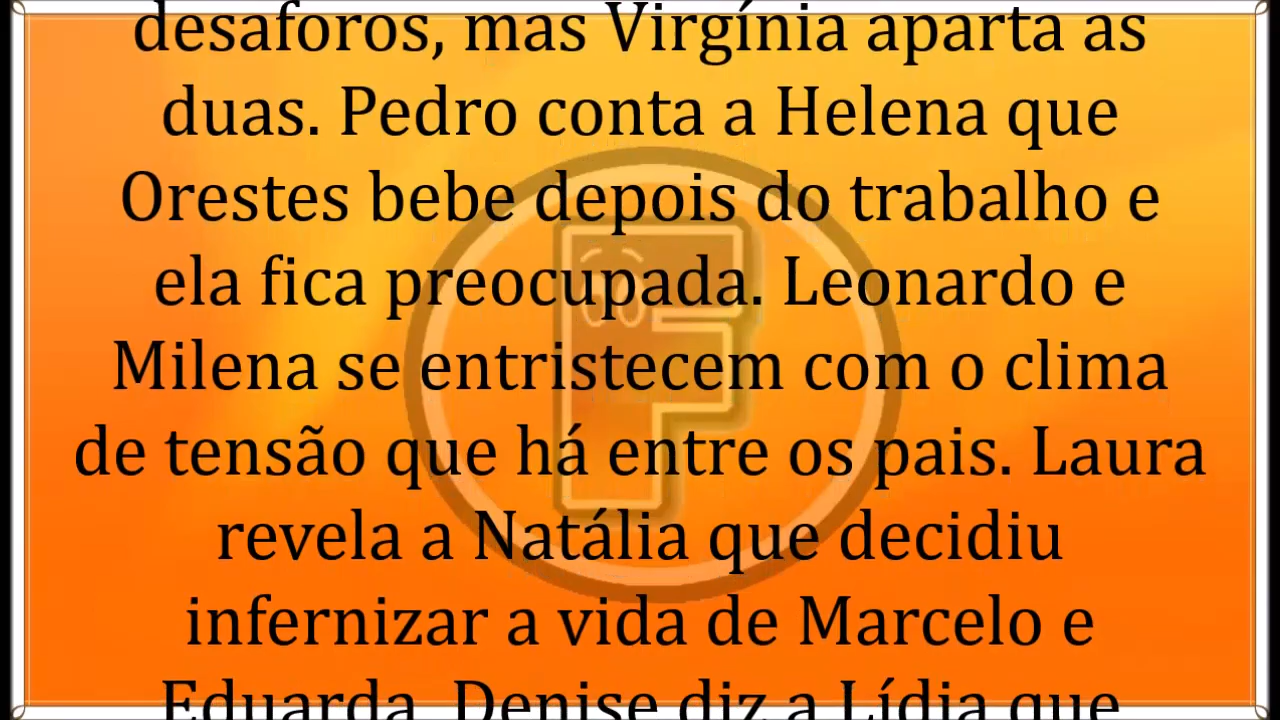 desaforos, mas Virgínia aparta as
duas. Pedro conta a Helena que
Orestes bebe depois do trabalho e
ela fica preocupada. Leonardo e
Milena se entristecem com o clima
de tensão que há entre os pais. Laura
revela a Natália que decidiu
infernizar a vida de Marcelo e
Eduarda. Denise diz a Lídia que